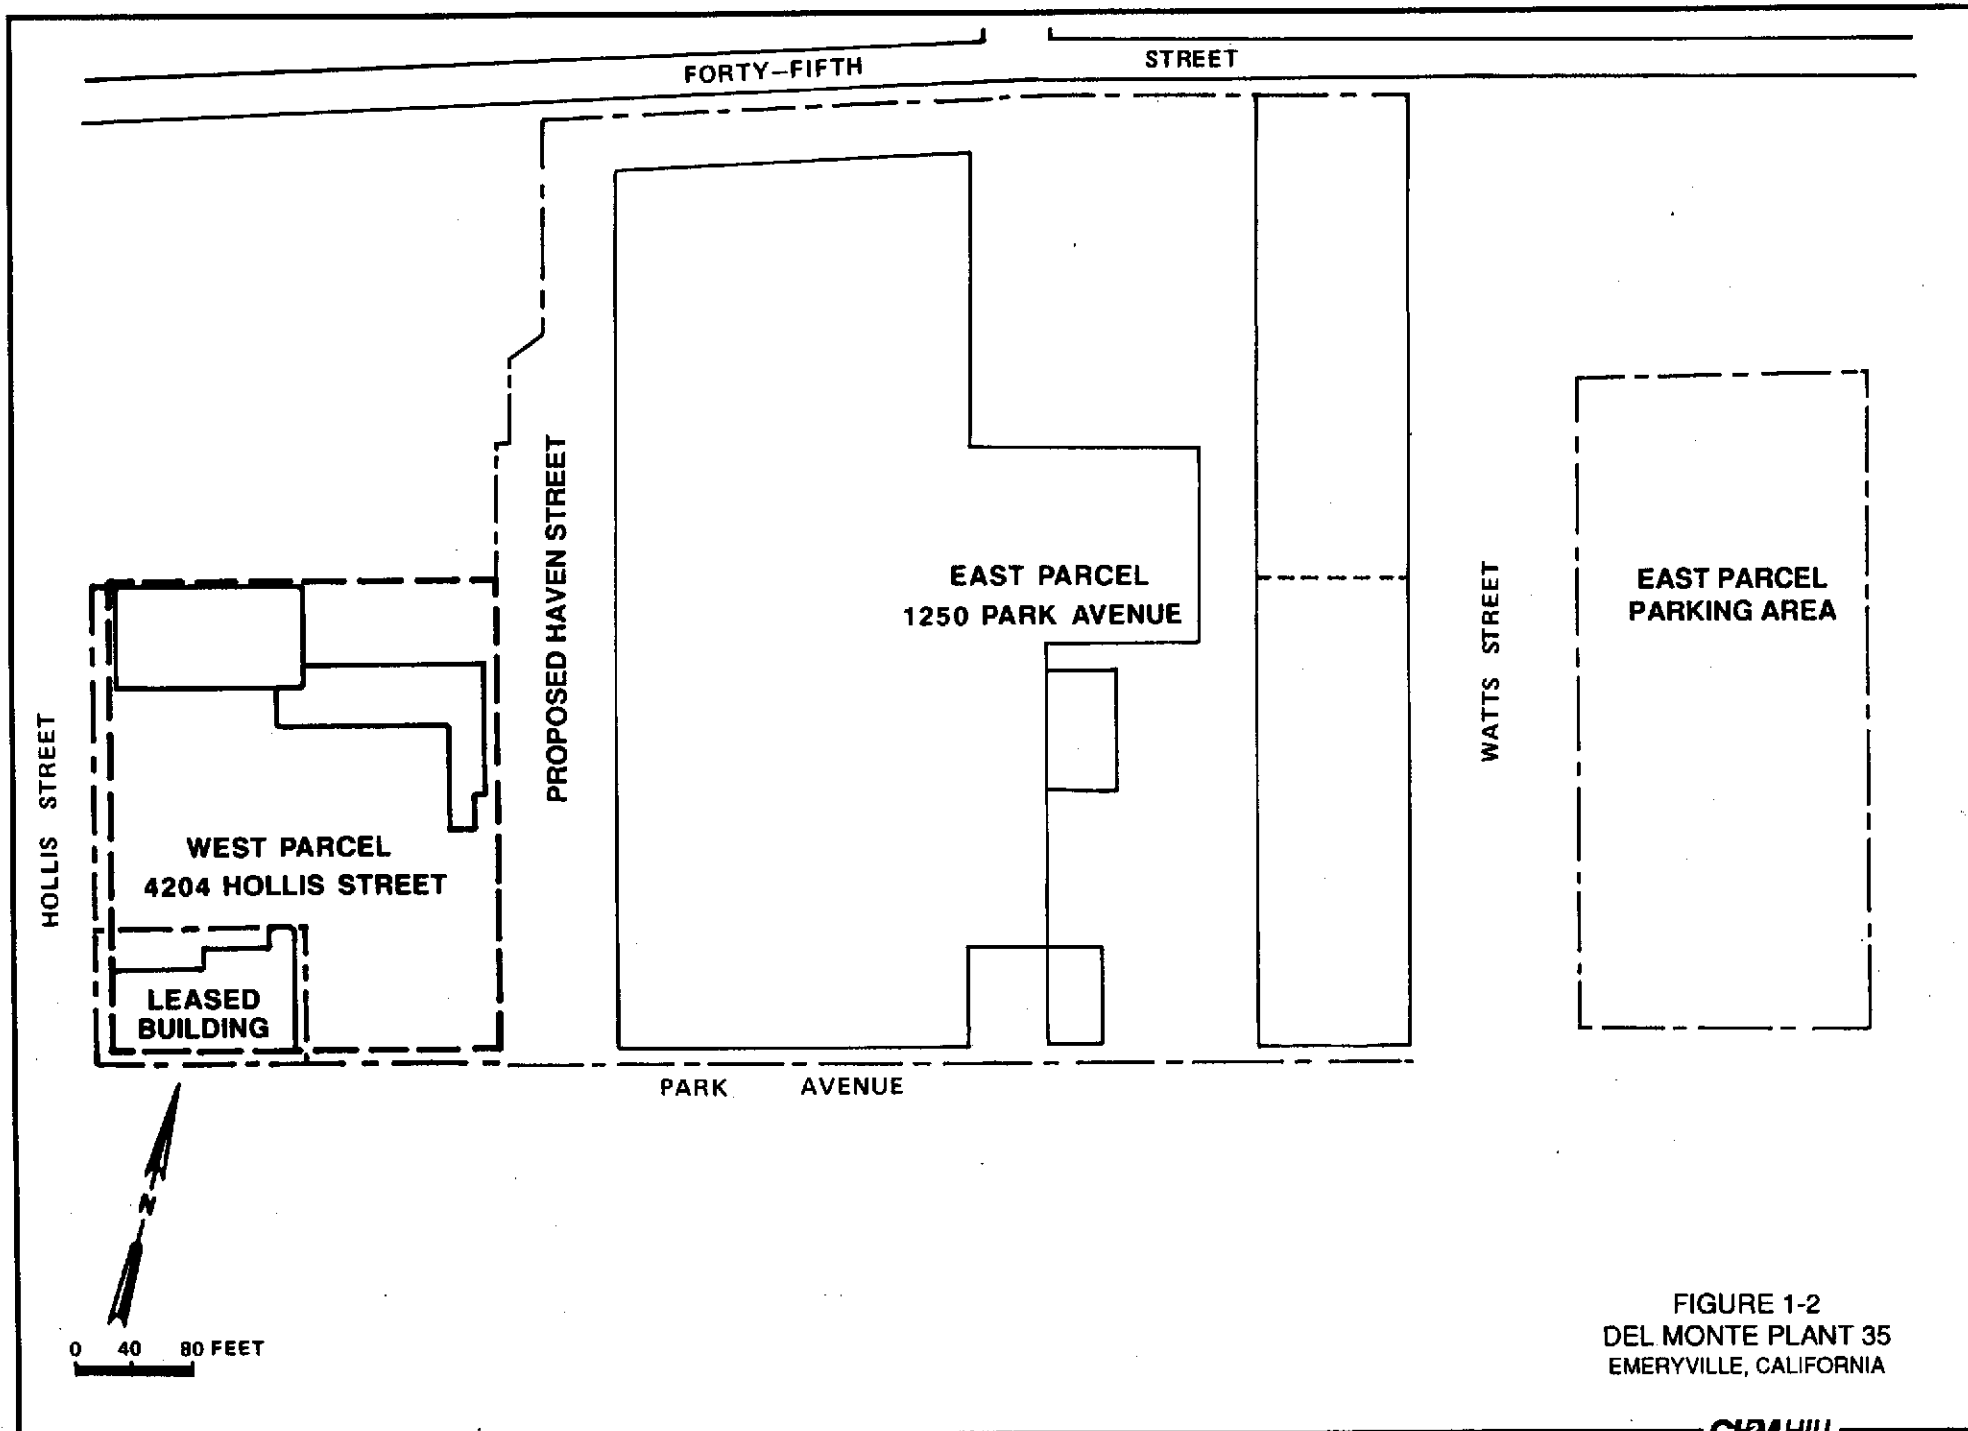 FORTY-FIFTH STREET
PROPOSED HAVEN STREET
EAST PARCEL
1250 PARK AVENUE
WATTS STREET
EAST PARCEL
PARKING AREA
HOLLIS STREET
WEST PARCEL
4204 HOLLIS STREET
LEASED
BUILDING
PARK AVENUE
N
0 40 80 FEET
FIGURE 1-2
DEL MONTE PLANT 35
EMERYVILLE, CALIFORNIA
CH2M HILL